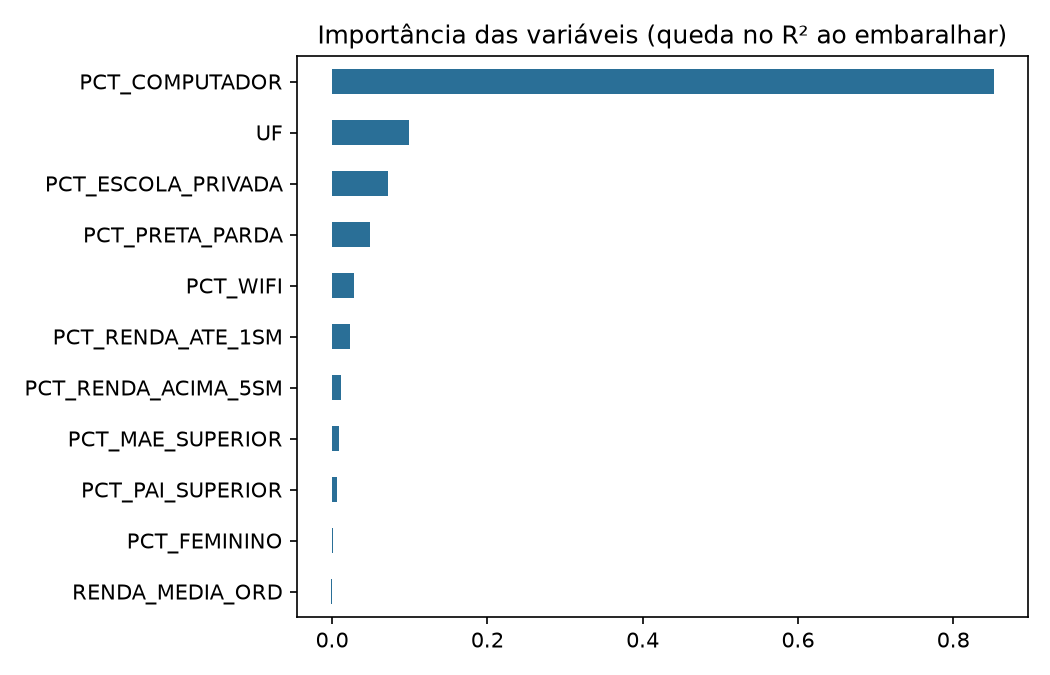 Importância das variáveis (queda no R² ao embaralhar)
PCT_COMPUTADOR
UF
PCT_ESCOLA_PRIVADA
PCT_PRETA_PARDA
PCT_WIFI
PCT_RENDA_ATE_1SM
PCT_RENDA_ACIMA_5SM
PCT_MAE_SUPERIOR
PCT_PAI_SUPERIOR
PCT_FEMININO
RENDA_MEDIA_ORD
0.0 0.2 0.4 0.6 0.8